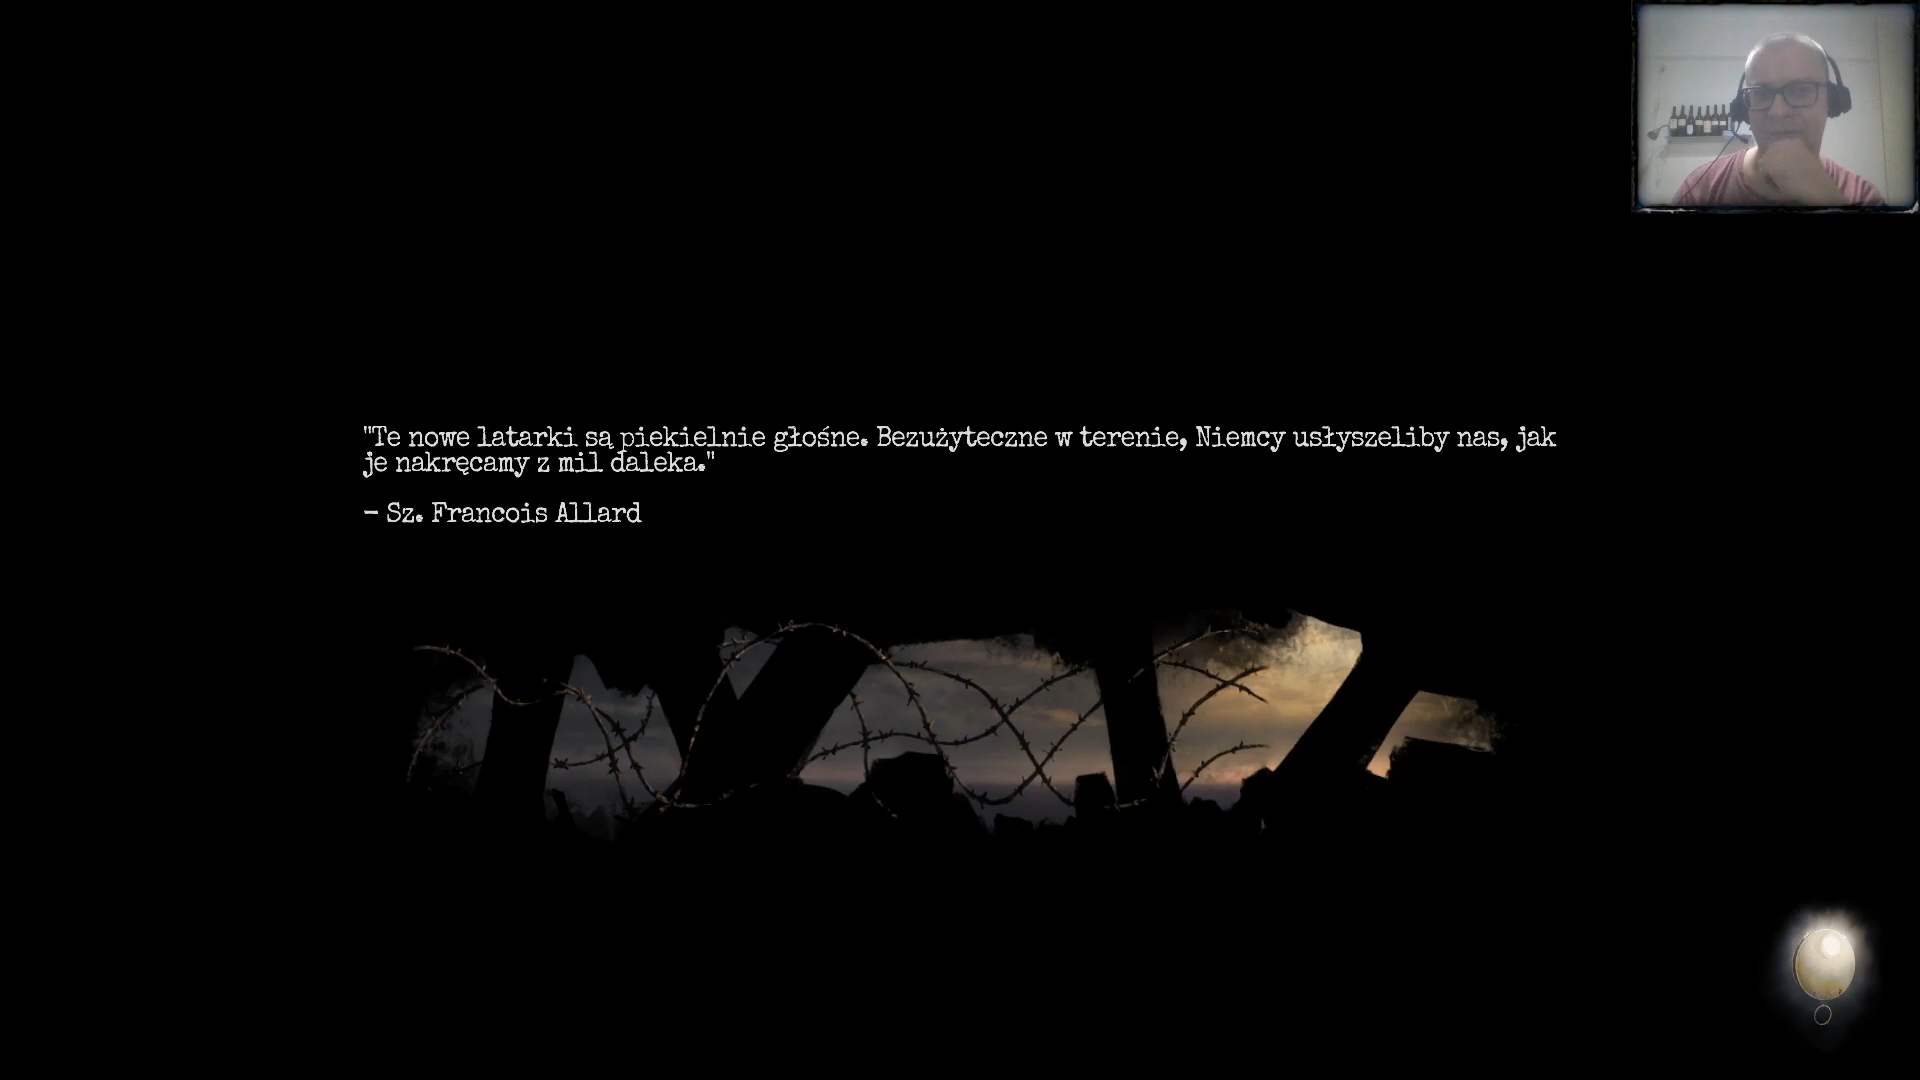 "Te nowe latarki są piekielnie głośne. Bezużyteczne w terenie, Niemcy usłyszeliby nas, jak
je nakręcamy z mil daleka."
- Sz. Francois Allard